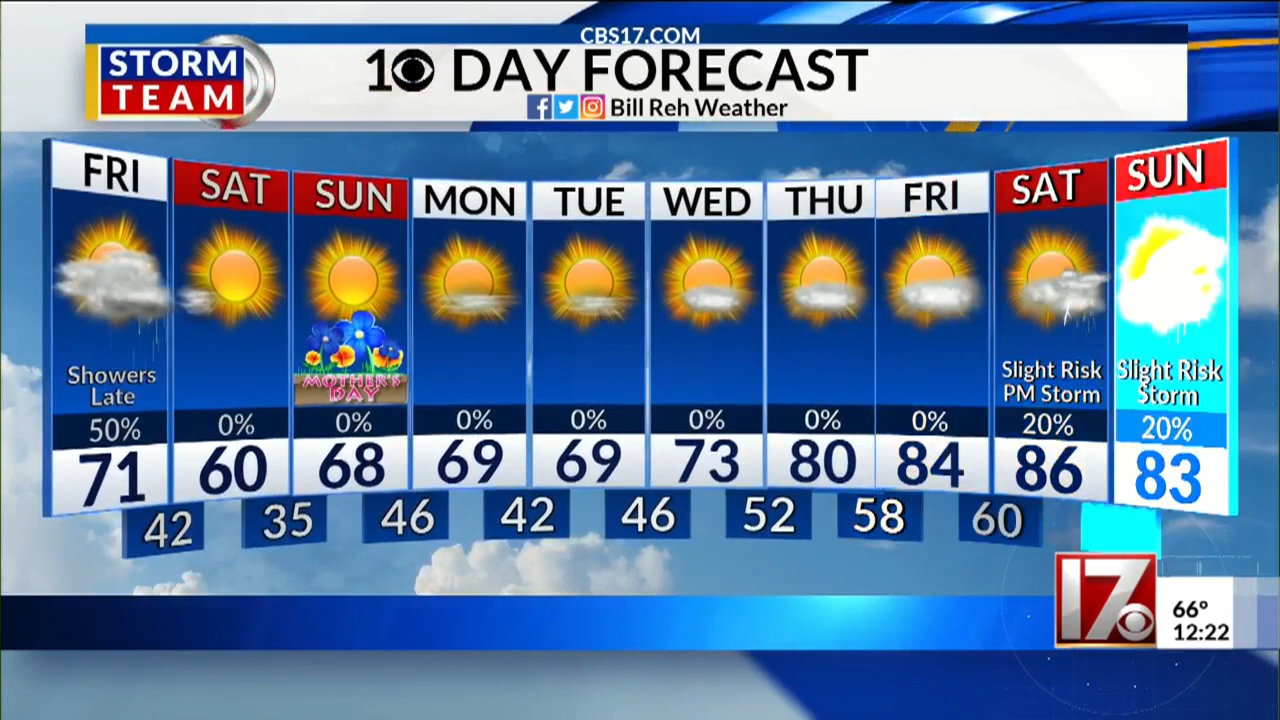 CBS17.COM
STORM TEAM
10 DAY FORECAST
Bill Reh Weather
FRI SAT SUN MON TUE WED THU FRI SAT SUN
MOTHER'S
DAY
Showers
Late
Slight Risk
PM Storm
Slight Risk
Storm
50% 0% 0% 0% 0% 0% 0% 0% 20% 20%
71 60 68 69 69 73 80 84 86 83
42 35 46 42 46 52 58 60
17
66°
12:22